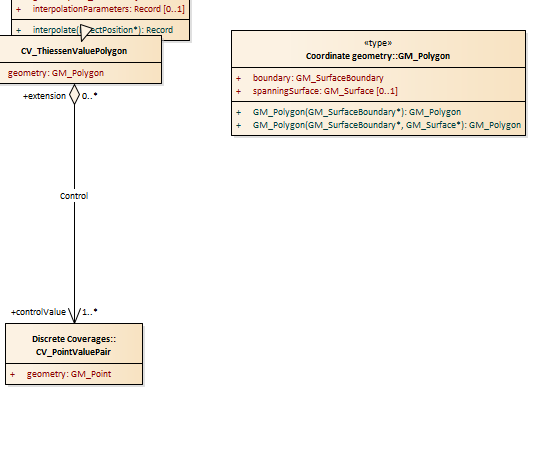 + interpolationParameters: Record [0..1]
+ interpolate( ectPosition*): Record
CV_ThiessenValuePolygon
geometry: GM_Polygon
+extension 0..*
Control
+controlValue 1..*
Discrete Coverages::
CV_PointValuePair
+ geometry: GM_Point
«type»
Coordinate geometry::GM_Polygon
+ boundary: GM_SurfaceBoundary
+ spanningSurface: GM_Surface [0..1]
+ GM_Polygon(GM_SurfaceBoundary*): GM_Polygon
+ GM_Polygon(GM_SurfaceBoundary*, GM_Surface*): GM_Polygon